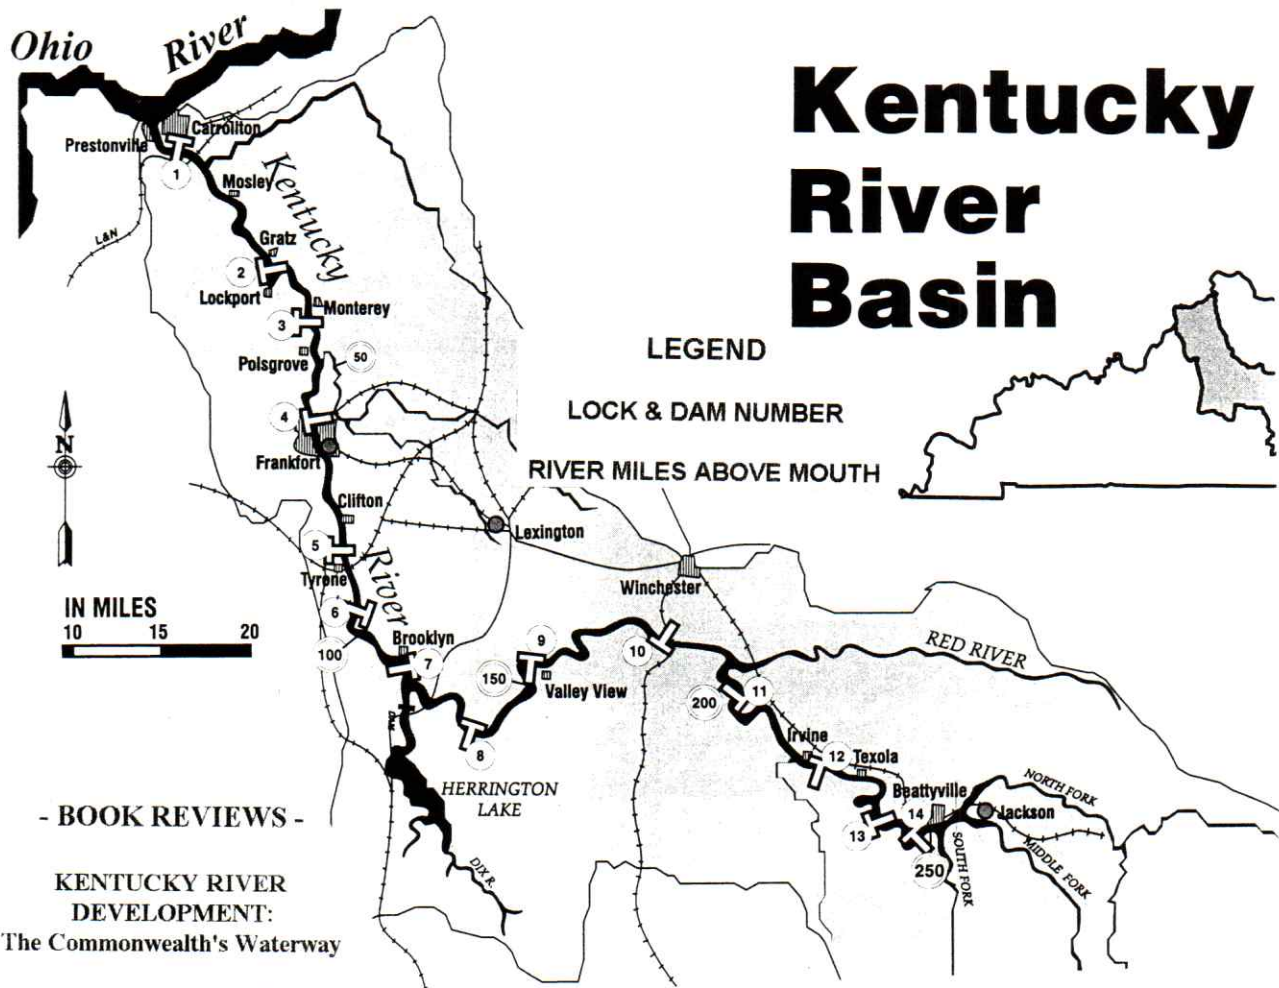 Ohio River
Kentucky
River
Basin
Prestonville
Carrollton
1
Mosley
Kentucky
L&N
Gratz
2
Lockport
Monterey
3
Polsgrove
50
4
Frankfort
LEGEND
LOCK & DAM NUMBER
RIVER MILES ABOVE MOUTH
N
Clifton
Lexington
5
Tyrone
River
Winchester
IN MILES
10 15 20
6
100
Brooklyn
7
9
150
Valley View
10
RED RIVER
200
11
8
Irvine
12
Texola
HERRINGTON
LAKE
Beattyville
NORTH FORK
14
Jackson
13
250
SOUTH FORK
MIDDLE FORK
DIX R.
- BOOK REVIEWS -
KENTUCKY RIVER
DEVELOPMENT:
The Commonwealth's Waterway